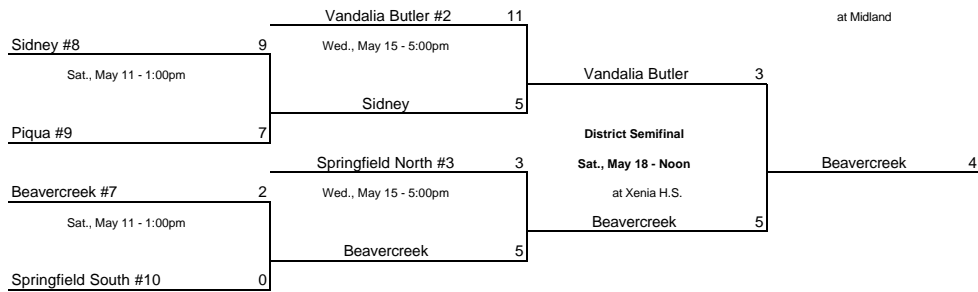 Vandalia Butler #2 11
at Midland
Sidney #8 9
Wed., May 15 - 5:00pm
Sat., May 11 - 1:00pm
Vandalia Butler 3
Sidney 5
Piqua #9 7
District Semifinal
Springfield North #3 3
Sat., May 18 - Noon
Beavercreek 4
Beavercreek #7 2
Wed., May 15 - 5:00pm
at Xenia H.S.
Sat., May 11 - 1:00pm
Beavercreek 5
Beavercreek 5
Springfield South #10 0